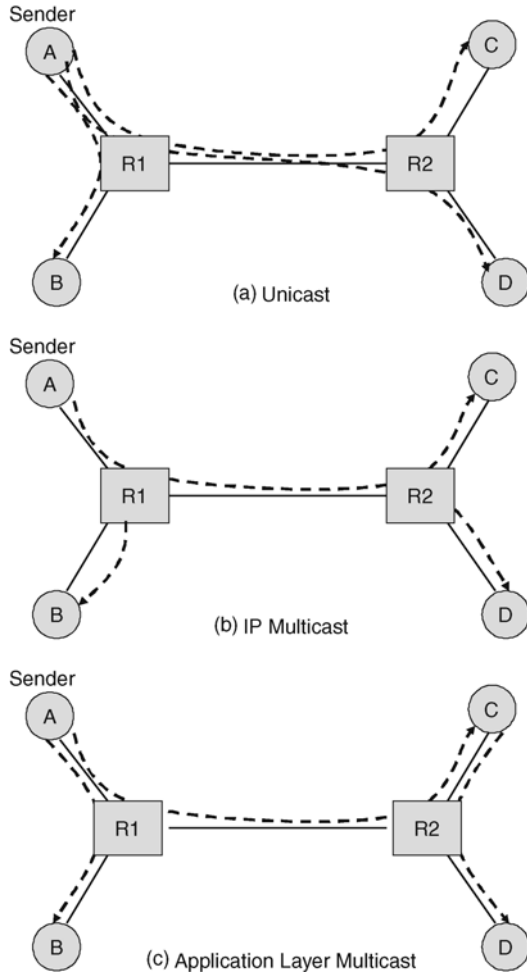 Sender
A
C
R1
R2
B
D
(a) Unicast
Sender
A
C
R1
R2
B
D
(b) IP Multicast
Sender
A
C
R1
R2
B
D
(c) Application Layer Multicast